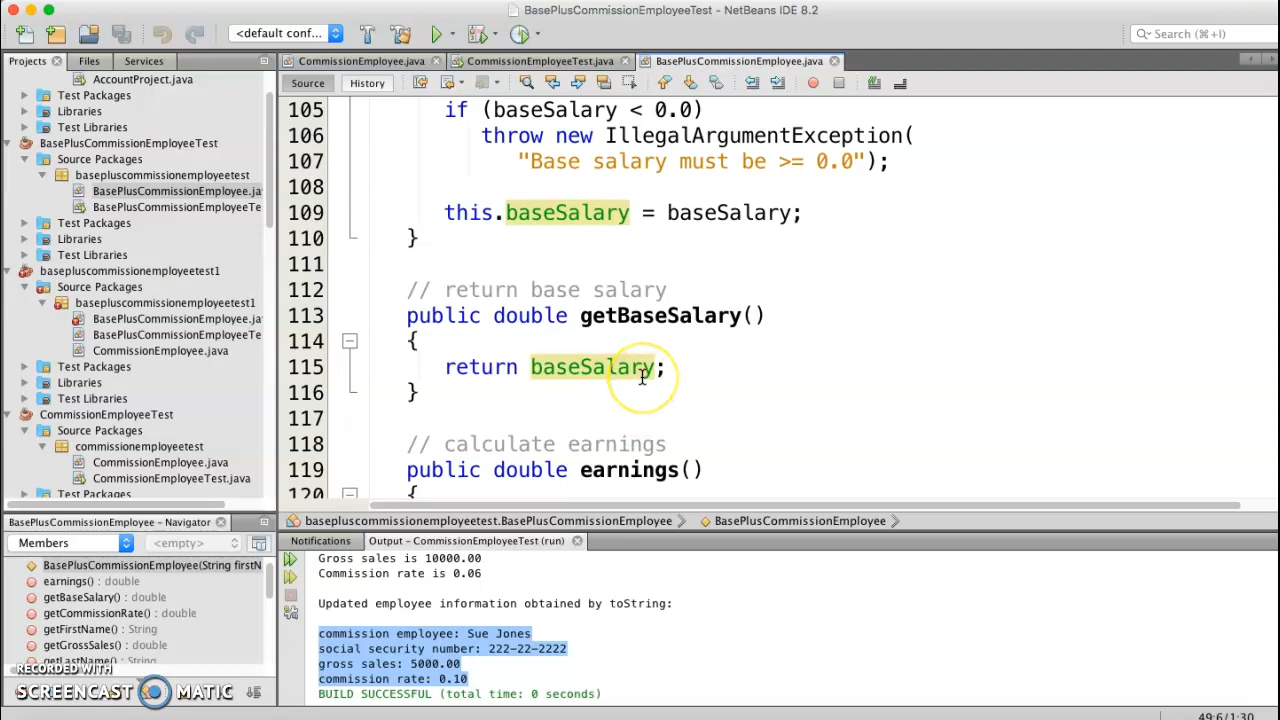 BasePlusCommissionEmployeeTest - NetBeans IDE 8.2
<default conf...
Search (⌘+I)
Projects Files Services
CommissionEmployee.java CommissionEmployeeTest.java BasePlusCommissionEmployee.java
Source History
AccountProject.java
Test Packages
Libraries
Test Libraries
BasePlusCommissionEmployeeTest
Source Packages
basepluscommissionemployeetest
BasePlusCommissionEmployee.ja
BasePlusCommissionEmployeeTe
Test Packages
Libraries
Test Libraries
basepluscommissionemployeetest1
Source Packages
basepluscommissionemployeetest1
BasePlusCommissionEmployee.ja
BasePlusCommissionEmployeeTe
CommissionEmployee.java
Test Packages
Libraries
Test Libraries
CommissionEmployeeTest
Source Packages
commissionemployeetest
CommissionEmployee.java
CommissionEmployeeTest.java
Test Packages
105 if (baseSalary < 0.0)
106 throw new IllegalArgumentException(
107 "Base salary must be >= 0.0");
108
109 this.baseSalary = baseSalary;
110 }
111
112 // return base salary
113 public double getBaseSalary()
114 {
115 return baseSalary;
116 }
117
118 // calculate earnings
119 public double earnings()
120 {
basepluscommissionemployeetest.BasePlusCommissionEmployee BasePlusCommissionEmployee
BasePlusCommissionEmployee - Navigator
Members <empty>
BasePlusCommissionEmployee(String firstN
earnings() : double
getBaseSalary() : double
getCommissionRate() : double
getFirstName() : String
getGrossSales() : double
getLastName() : String
RECORDED WITH
SCREENCAST MATIC
Notifications Output - CommissionEmployeeTest (run)
Gross sales is 10000.00
Commission rate is 0.06
Updated employee information obtained by toString:
commission employee: Sue Jones
social security number: 222-22-2222
gross sales: 5000.00
commission rate: 0.10
BUILD SUCCESSFUL (total time: 0 seconds)
49:6/1:30